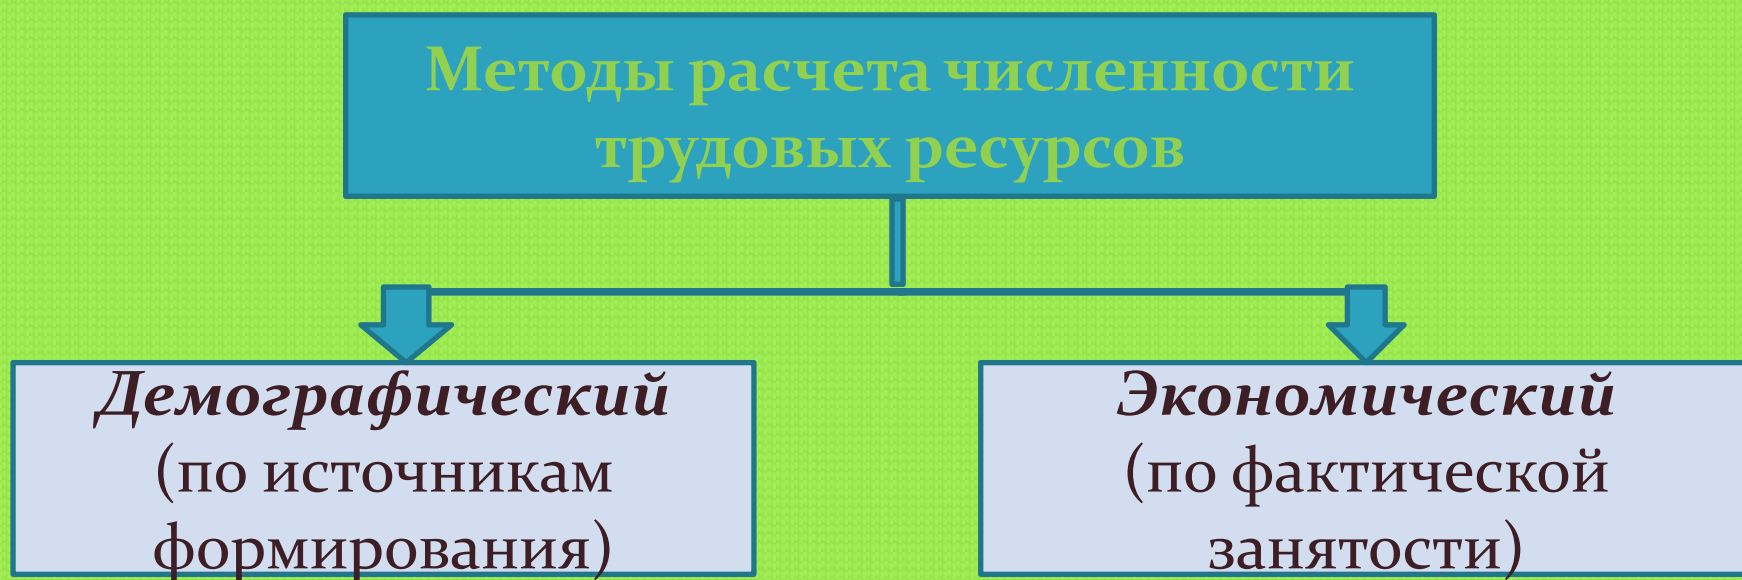 Методы расчета численности
трудовых ресурсов
Демографический
(по источникам
формирования)
Экономический
(по фактической
занятости)